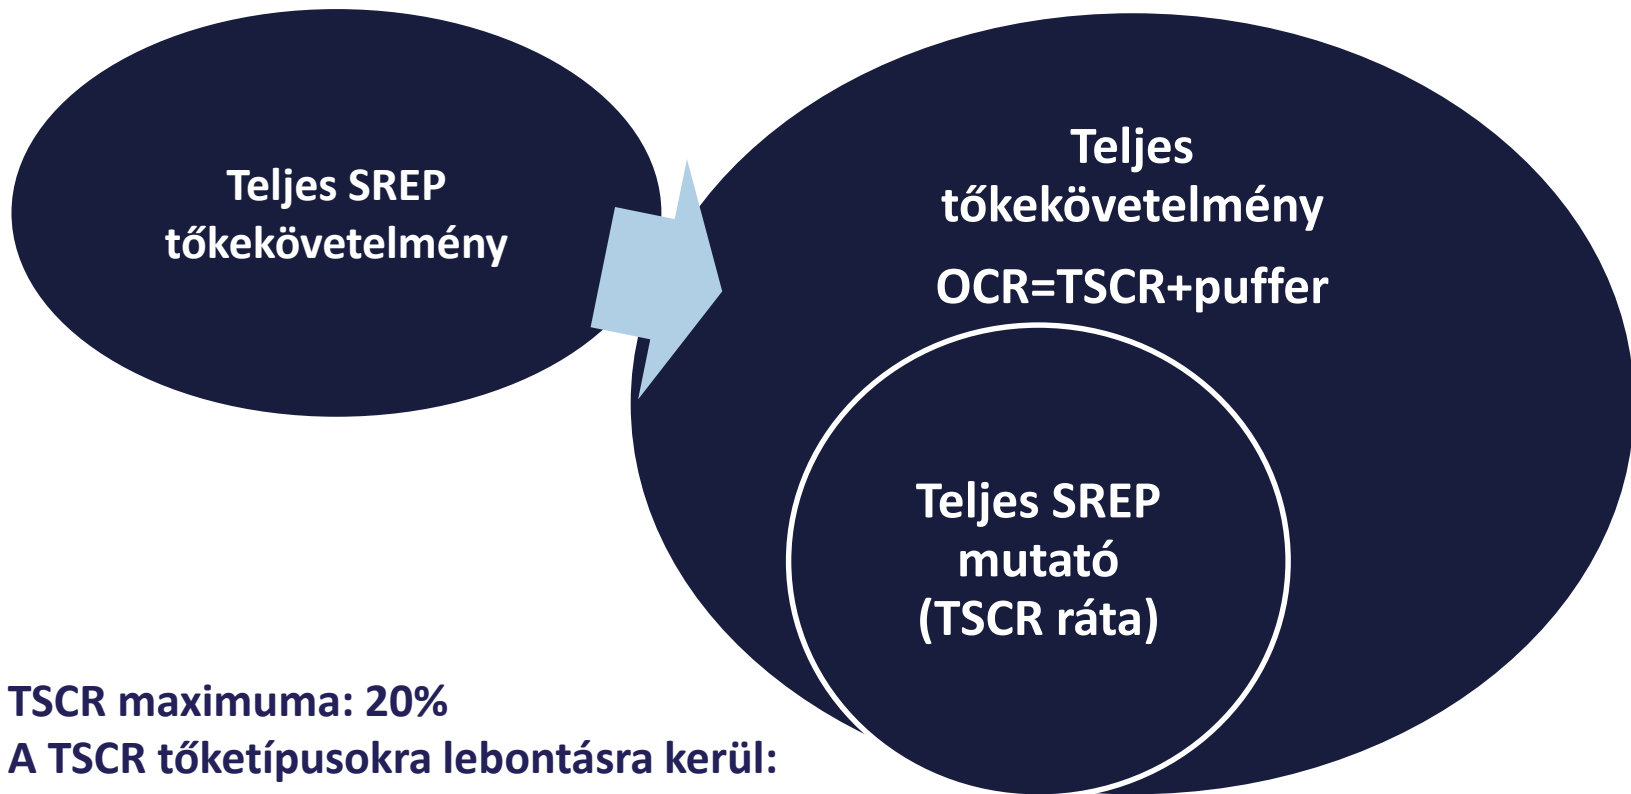 Teljes SREP
tőkekövetelmény
Teljes
tőkekövetelmény
OCR=TSCR+puffer
Teljes SREP
mutató
(TSCR ráta)
TSCR maximuma: 20%
A TSCR tőketípusokra lebontásra kerül: